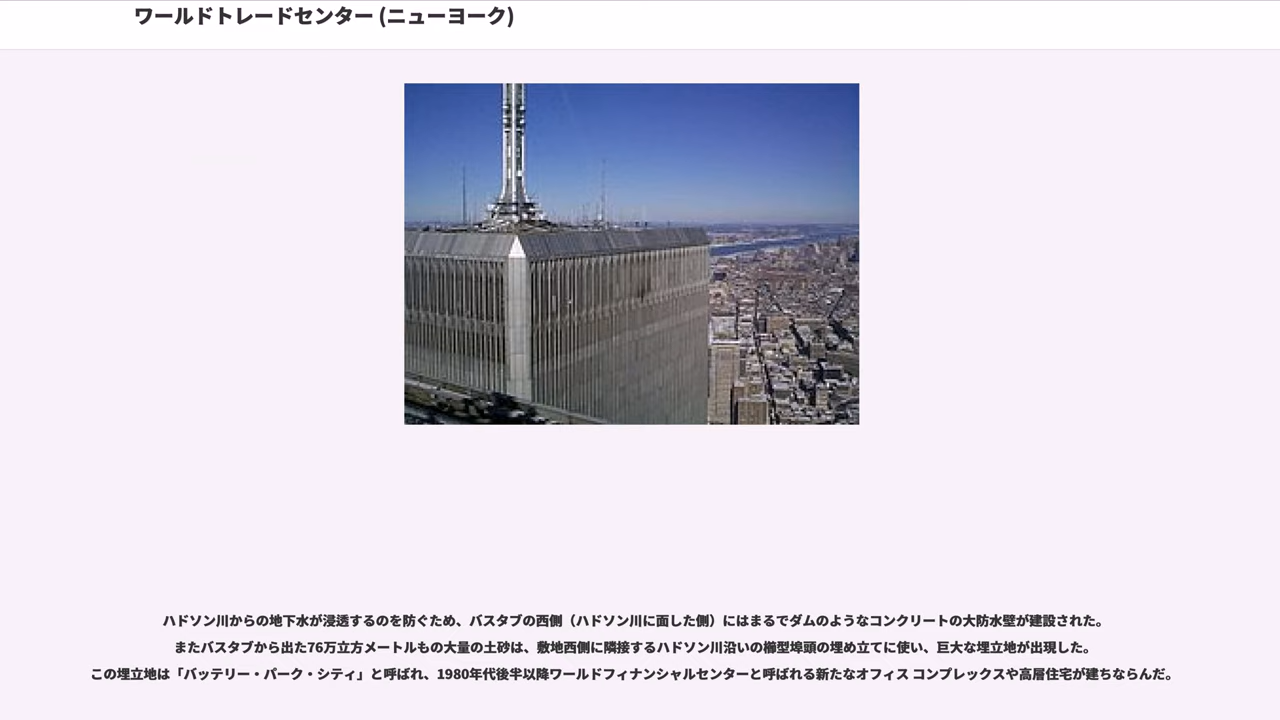 ワールドトレードセンター (ニューヨーク)
ハドソン川からの地下水が浸透するのを防ぐため、バスタブの西側（ハドソン川に面した側）にはまるでダムのようなコンクリートの大防水壁が建設された。
またバスタブから出た76万立方メートルもの大量の土砂は、敷地西側に隣接するハドソン川沿いの櫛型埠頭の埋め立てに使い、巨大な埋立地が出現した。
この埋立地は「バッテリー・パーク・シティ」と呼ばれ、1980年代後半以降ワールドフィナンシャルセンターと呼ばれる新たなオフィス コンプレックスや高層住宅が建ちならんだ。